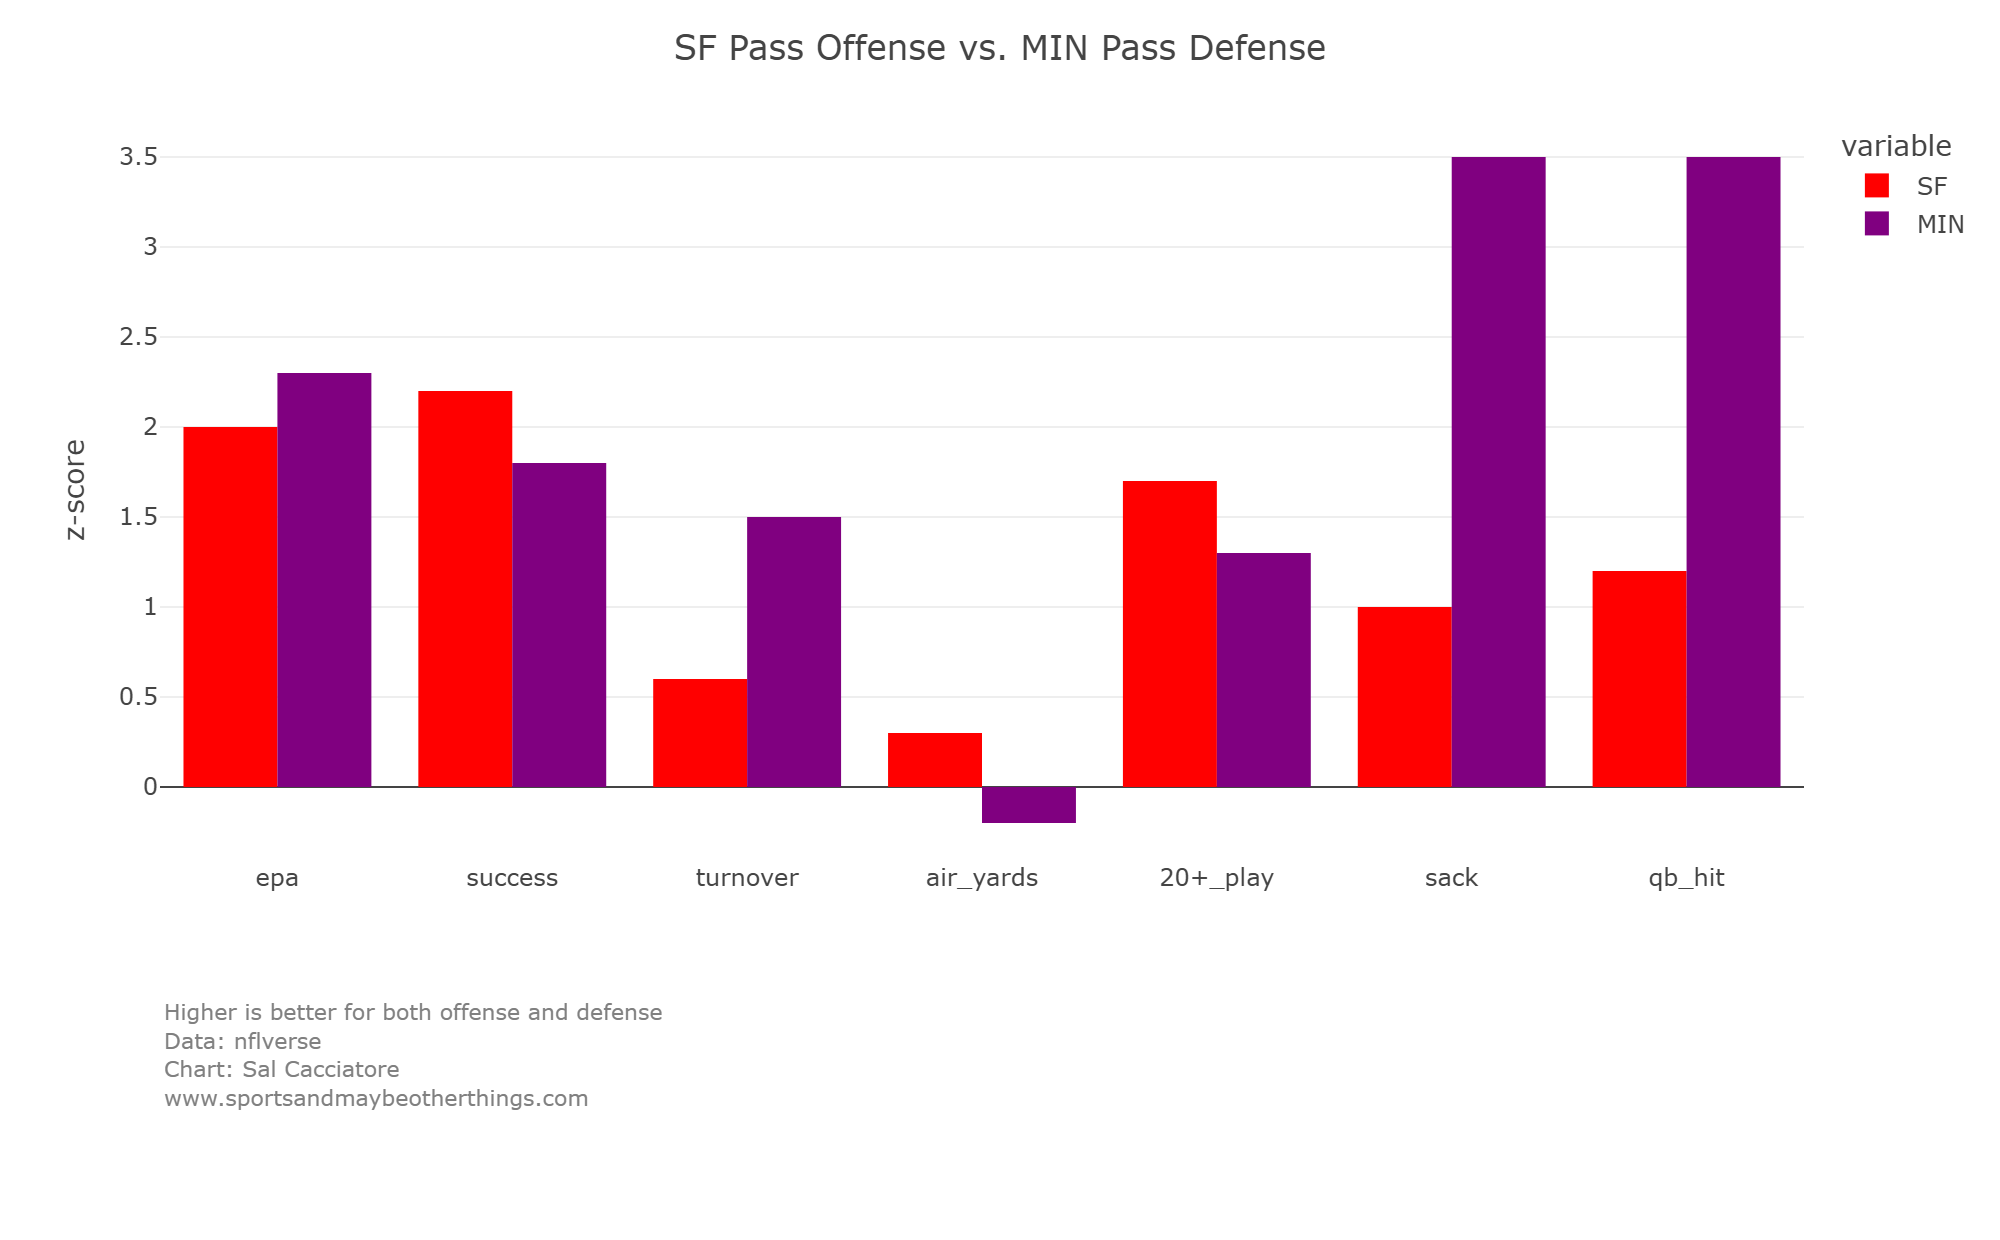 SF Pass Offense vs. MIN Pass Defense
variable
SF
MIN
z-score
3.5
3
2.5
2
1.5
1
0.5
0
epa success turnover air_yards 20+_play sack qb_hit
Higher is better for both offense and defense
Data: nflverse
Chart: Sal Cacciatore
www.sportsandmaybeotherthings.com